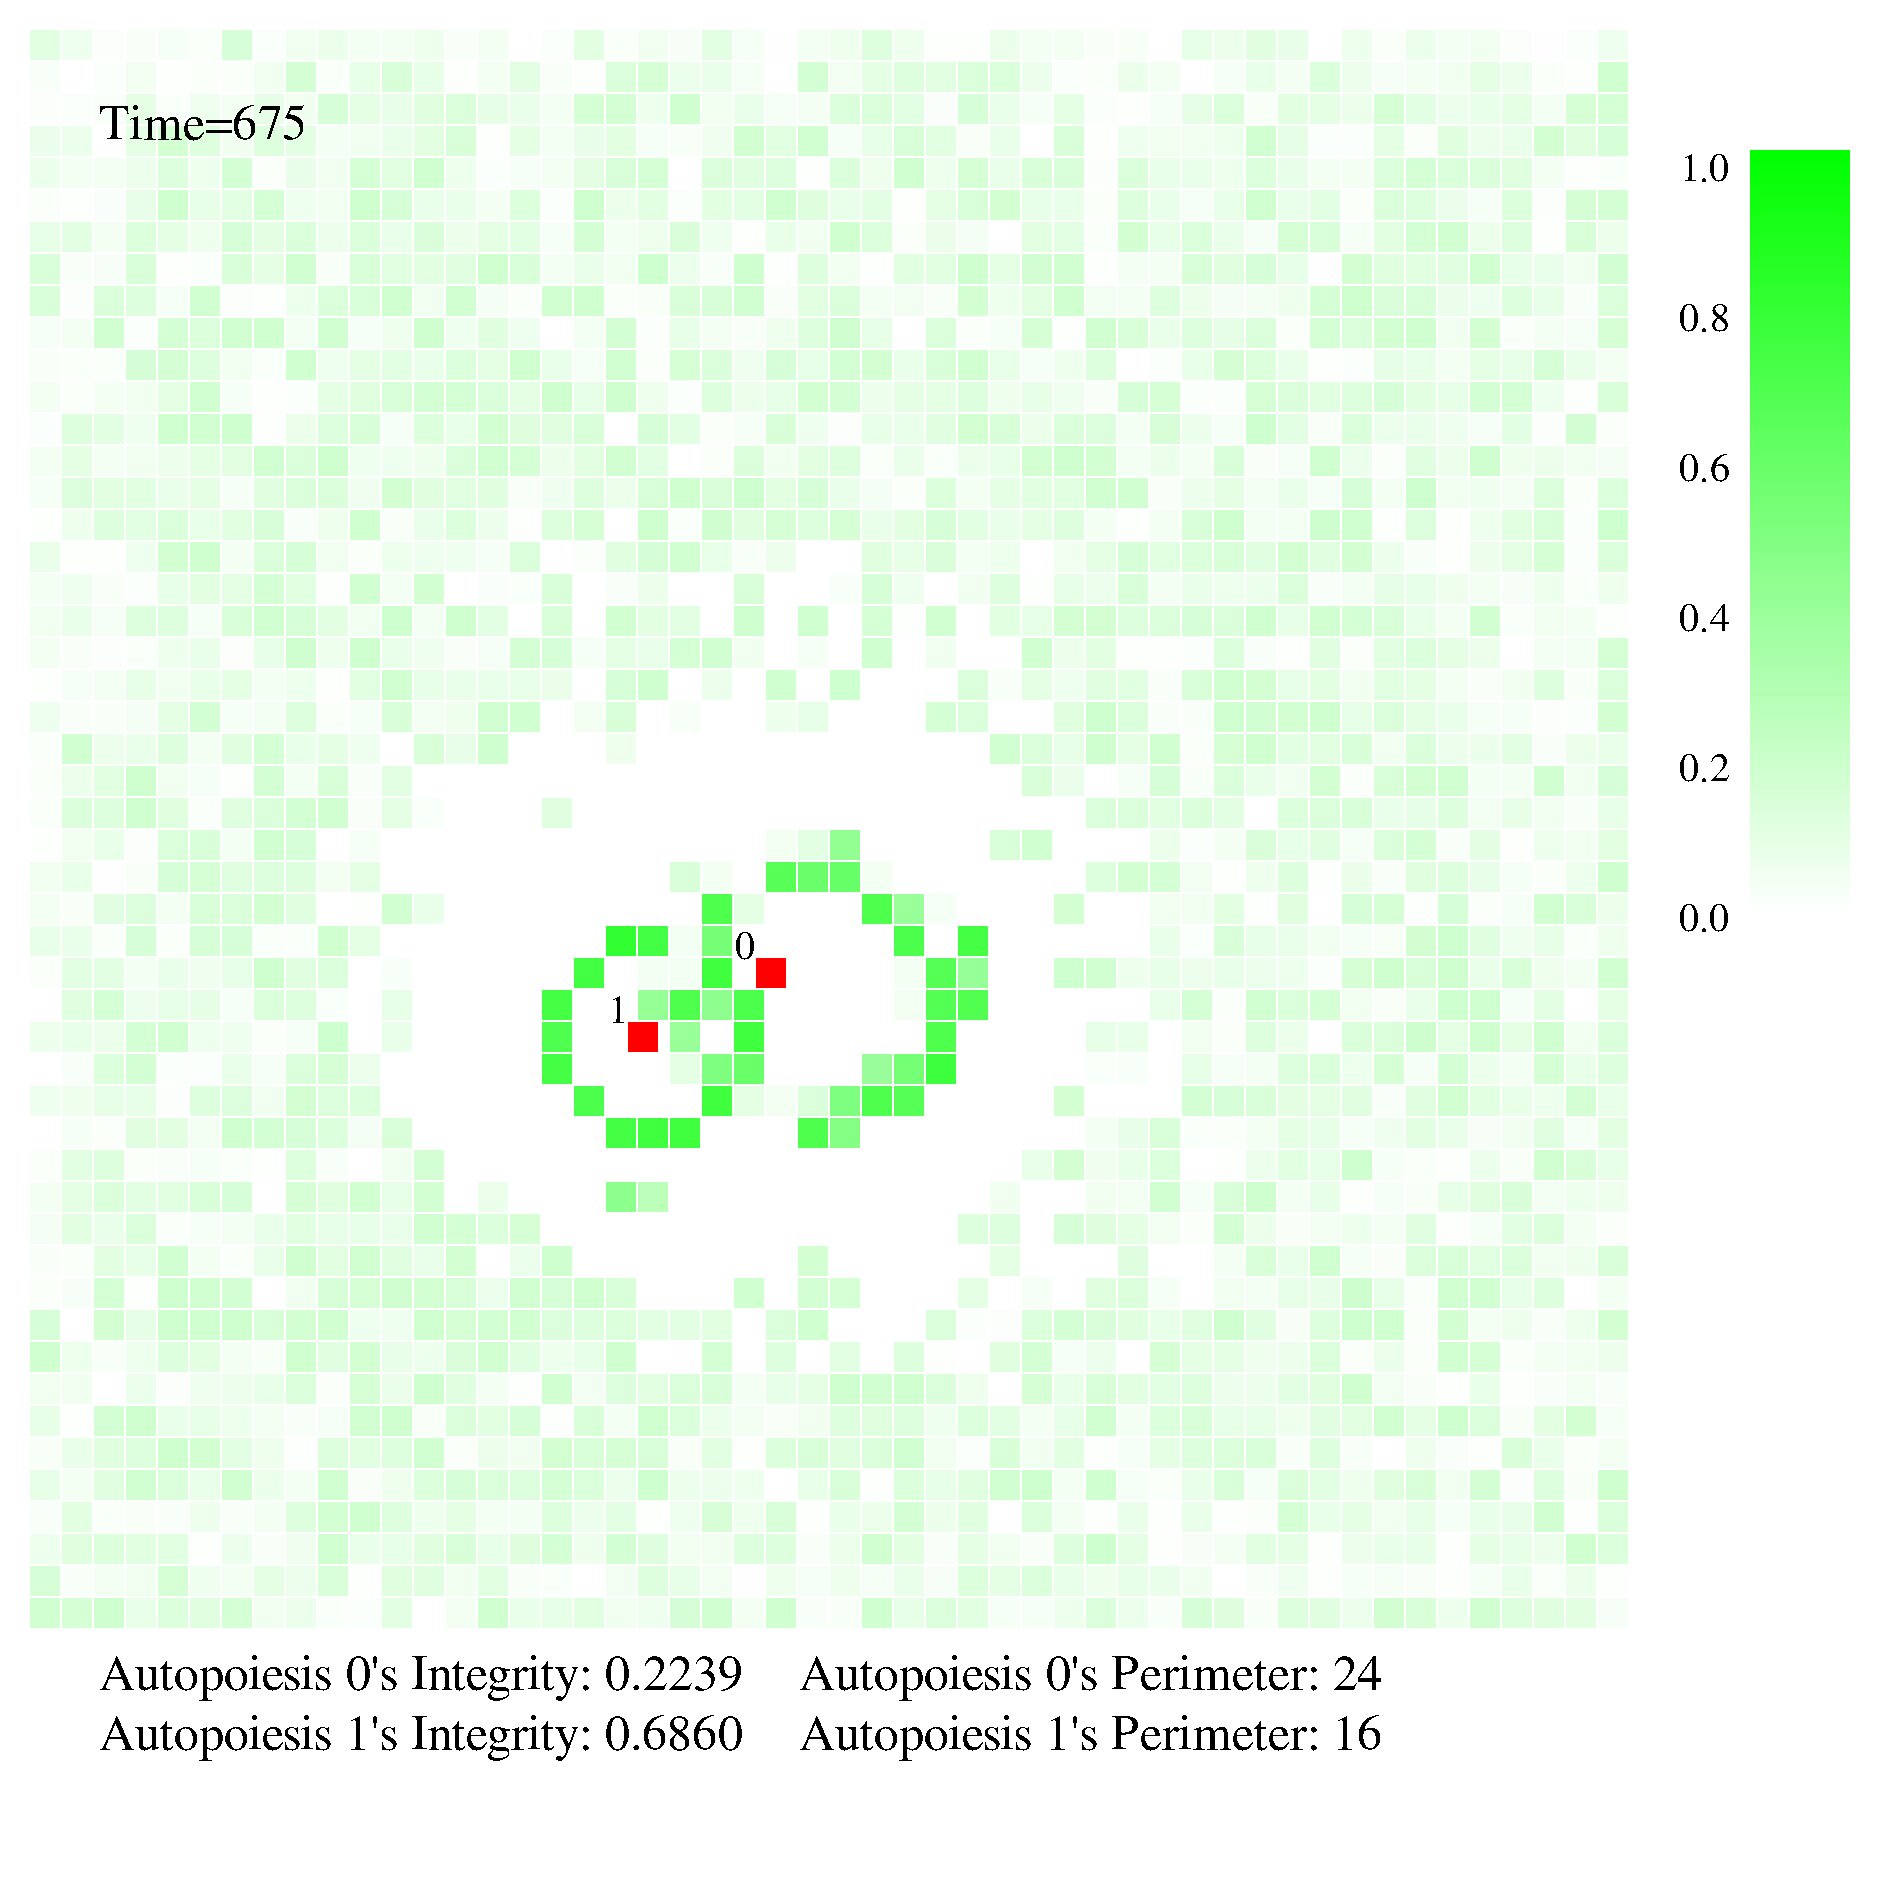 Time=675
1.0
0.8
0.6
0.4
0.2
0.0
0
1
Autopoiesis 0's Integrity: 0.2239 Autopoiesis 0's Perimeter: 24
Autopoiesis 1's Integrity: 0.6860 Autopoiesis 1's Perimeter: 16